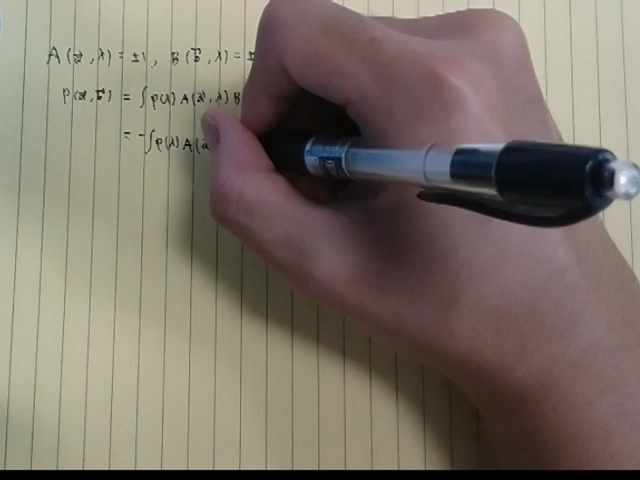 A(a⃗, λ) = ±1, B(b⃗, λ) = ±
P(a⃗, b⃗) = ∫ρ(λ) A(a⃗, λ) B
= -∫ρ(λ) A(a